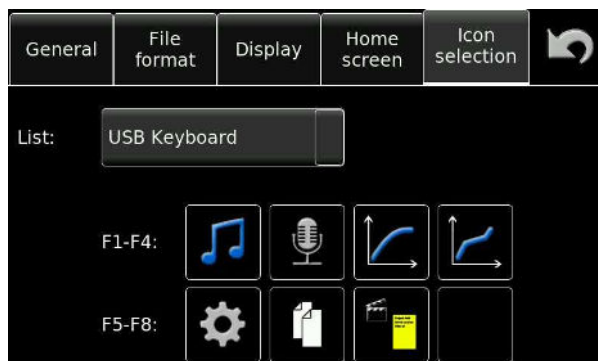 General
File
format
Display
Home
screen
Icon
selection
List:
USB Keyboard
F1-F4:
F5-F8: